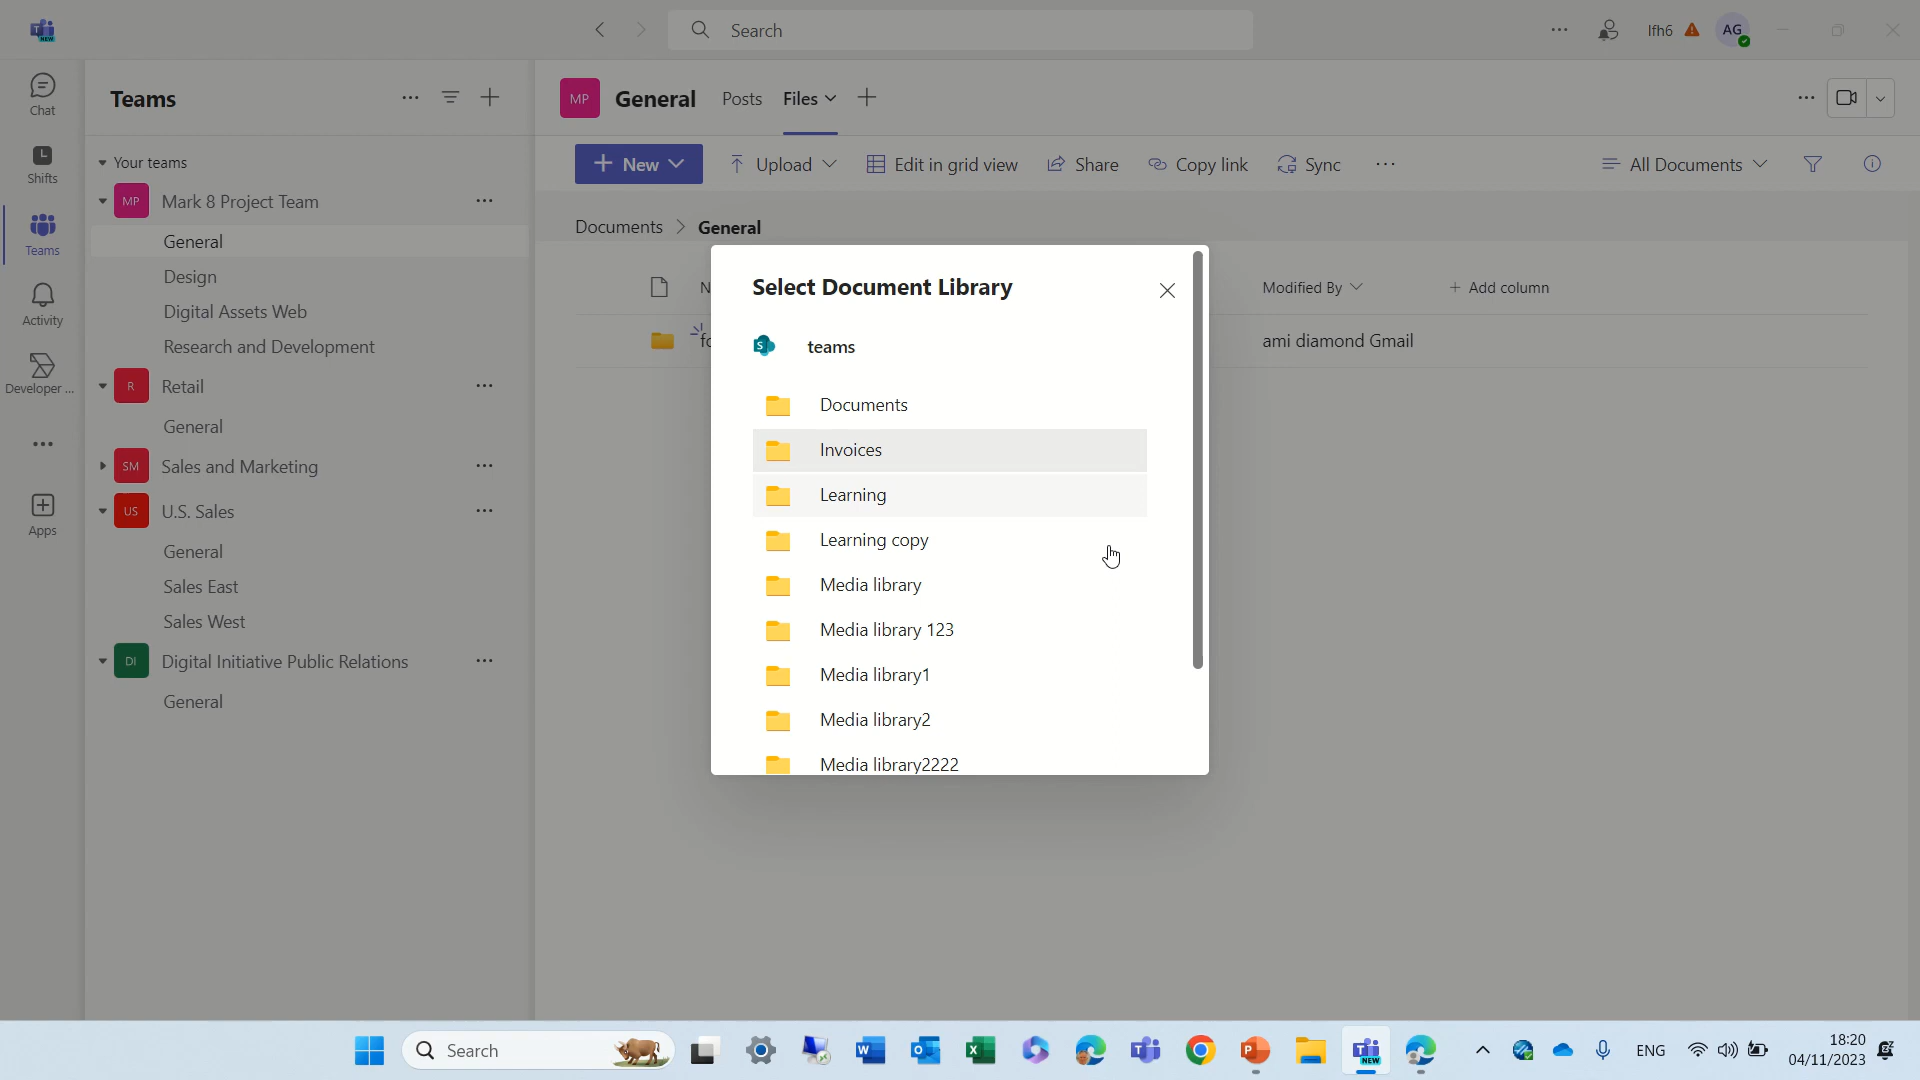 Search
lfh6
AG
Chat
Shifts
Teams
Activity
Developer ...
Apps
Teams
Your teams
MP Mark 8 Project Team
General
Design
Digital Assets Web
Research and Development
R Retail
General
SM Sales and Marketing
US U.S. Sales
General
Sales East
Sales West
DI Digital Initiative Public Relations
General
MP General Posts Files
New Upload Edit in grid view Share Copy link Sync All Documents
Documents > General
Modified By Add column
ami diamond Gmail
Select Document Library
teams
Documents
Invoices
Learning
Learning copy
Media library
Media library 123
Media library1
Media library2
Media library2222
Search
ENG
18:20
04/11/2023